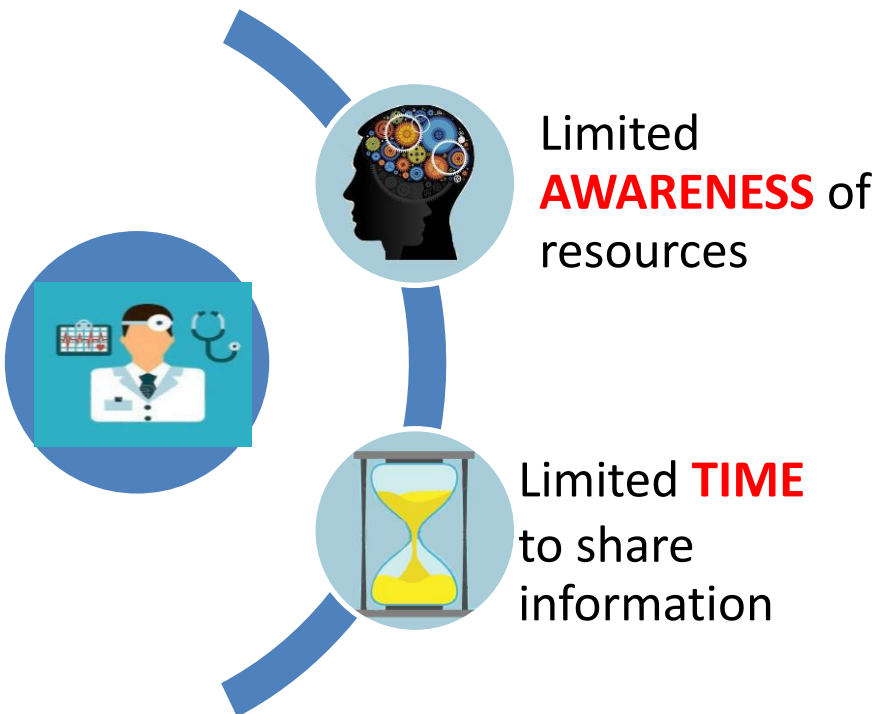 Limited
AWARENESS of
resources
Limited TIME
to share
information